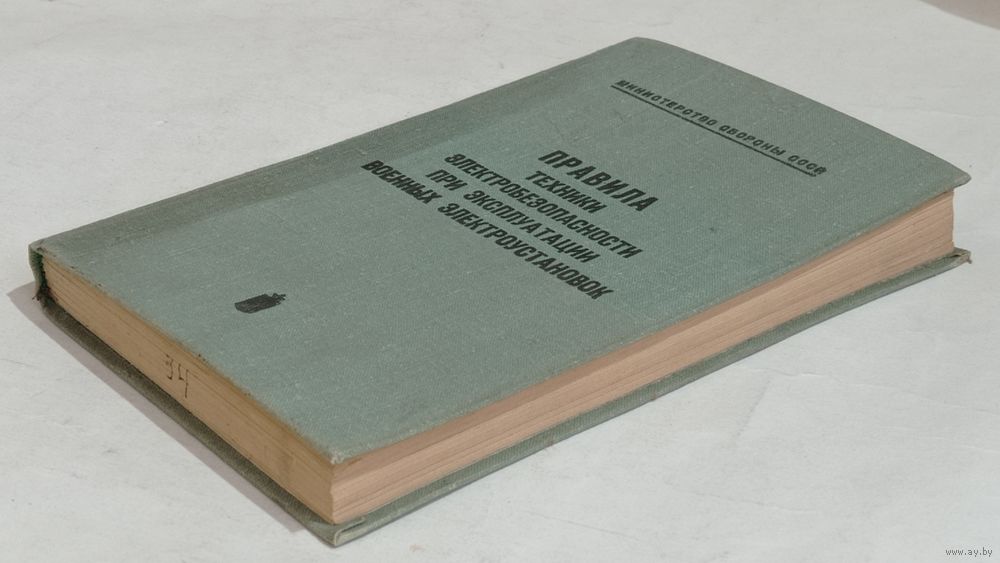 МИНИСТЕРСТВО ОБОРОНЫ СССР
ПРАВИЛА
ТЕХНИКИ
ЭЛЕКТРОБЕЗОПАСНОСТИ
ПРИ ЭКСПЛУАТАЦИИ
ВОЕННЫХ ЭЛЕКТРОУСТАНОВОК
34
www.ay.by